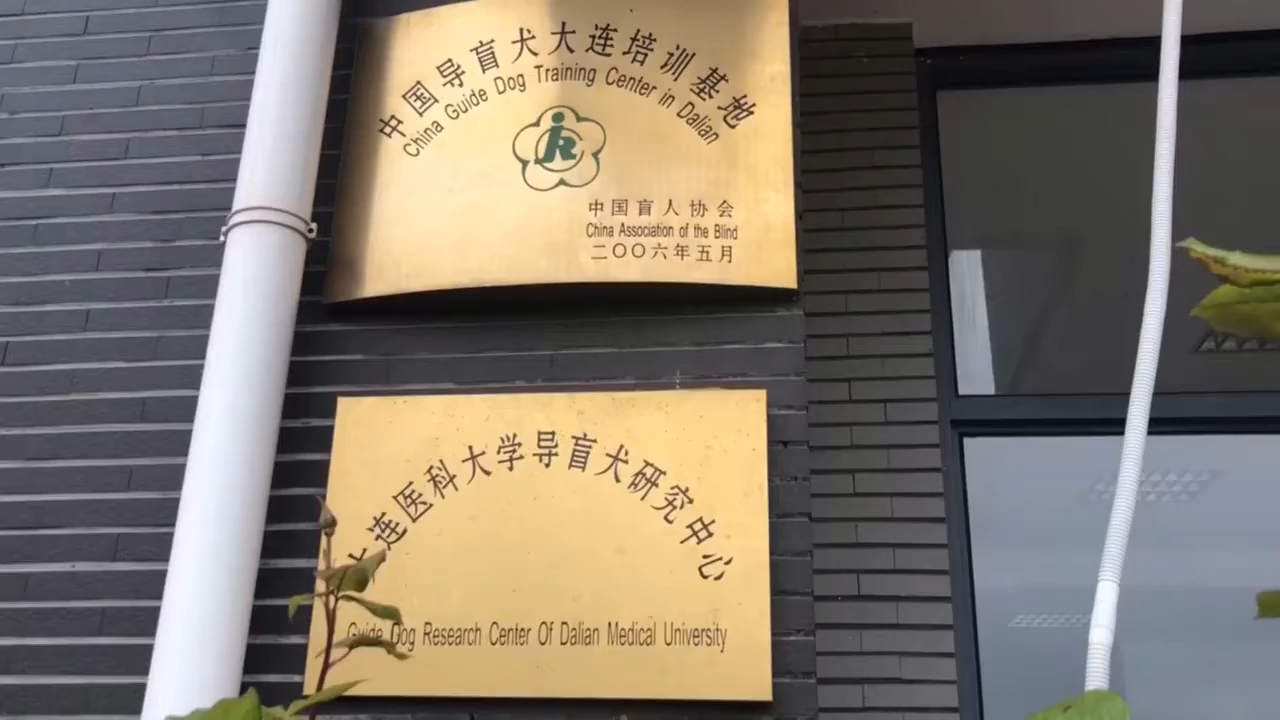 中国导盲犬大连培训基地
China Guide Dog Training Center in Dalian
中国盲人协会
China Association of the Blind
二〇〇六年五月
大连医科大学导盲犬研究中心
Guide Dog Research Center Of Dalian Medical University